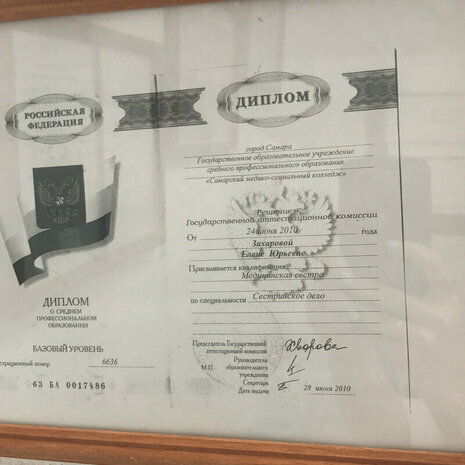 РОССИЙСКАЯ
ФЕДЕРАЦИЯ
ДИПЛОМ
О СРЕДНЕМ
ПРОФЕССИОНАЛЬНОМ
ОБРАЗОВАНИИ
БАЗОВЫЙ УРОВЕНЬ
страционный номер 6636
63 БА 0017486
ДИПЛОМ
город Самара
Государственное образовательное учреждение
среднего профессионального образования
«Самарский медико-социальный колледж»
Решением
Государственной аттестационной комиссии
От 24 июня 2010 года
Захаровой
Елене Юрьевне
Присваивается квалификация
Медицинская сестра
по специальности Сестринское дело
Председатель Государственной
аттестационной комиссии
Руководитель
М.П. образовательного
учреждения
Секретарь
Дата выдачи 28 июня 2010